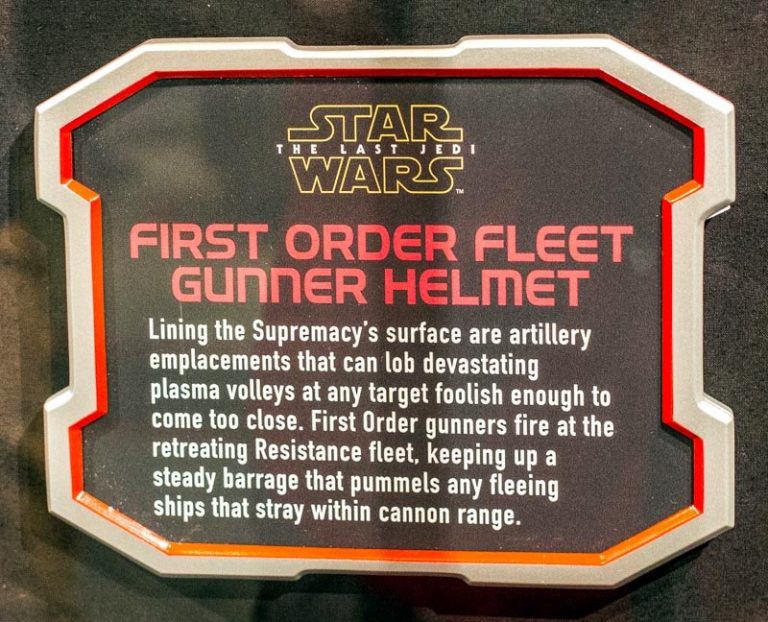 STAR
THE LAST JEDI
WARS™
FIRST ORDER FLEET
GUNNER HELMET
Lining the Supremacy's surface are artillery
emplacements that can lob devastating
plasma volleys at any target foolish enough to
come too close. First Order gunners fire at the
retreating Resistance fleet, keeping up a
steady barrage that pummels any fleeing
ships that stray within cannon range.